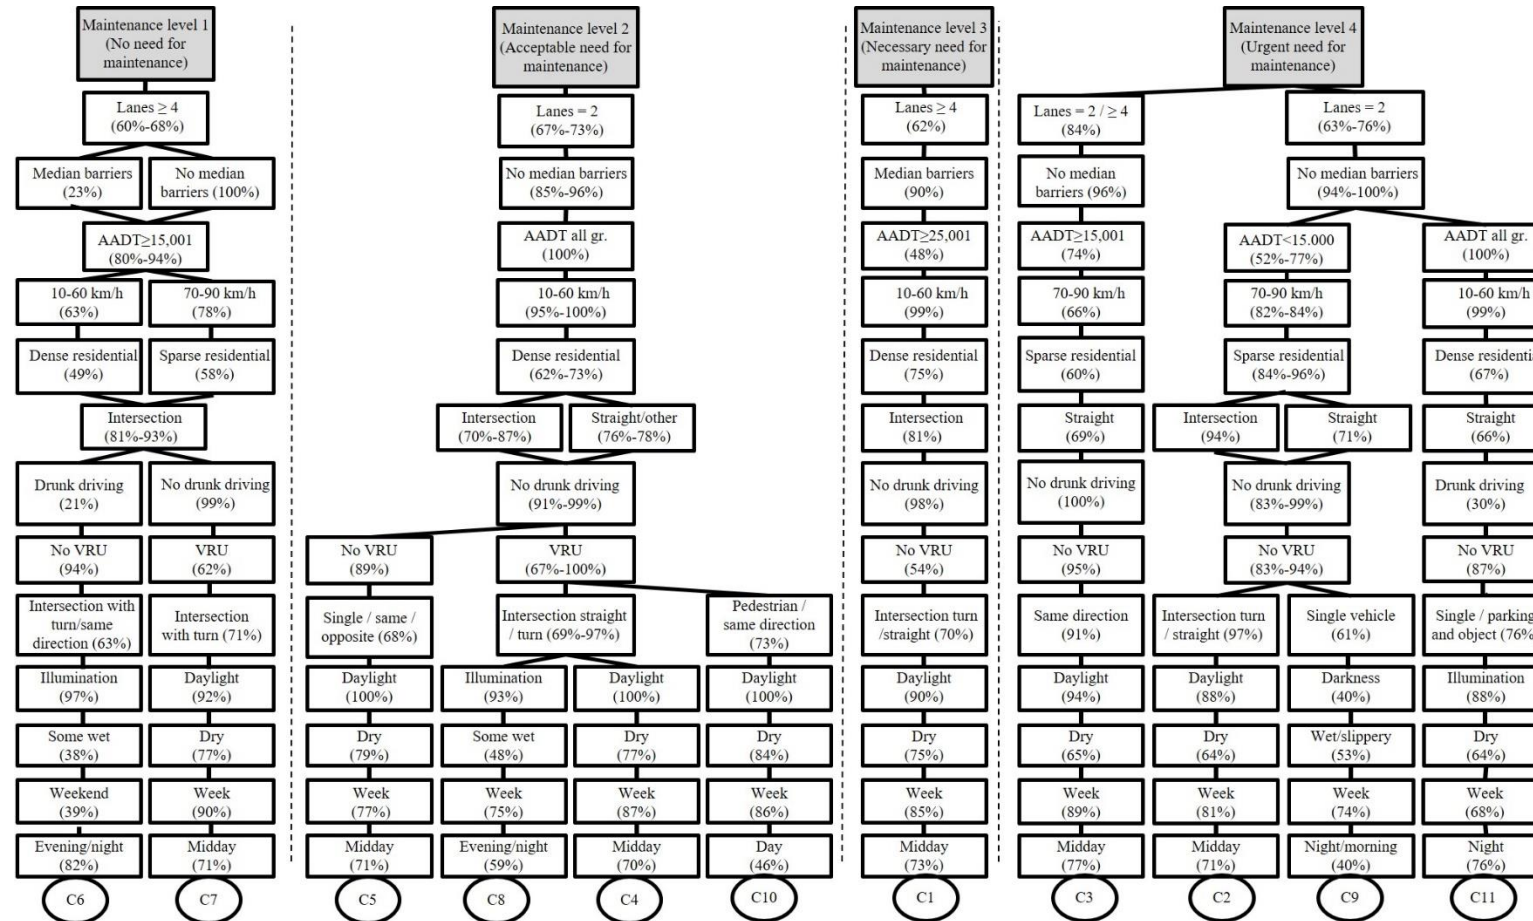 Maintenance level 1
(No need for
maintenance)
Maintenance level 2
(Acceptable need for
maintenance)
Maintenance level 3
(Necessary need for
maintenance)
Maintenance level 4
(Urgent need for
maintenance)
Lanes ≥ 4
(60%-68%)
Lanes = 2
(67%-73%)
Lanes ≥ 4
(62%)
Lanes = 2 / ≥ 4
(84%)
Lanes = 2
(63%-76%)
Median barriers
(23%)
No median
barriers (100%)
No median barriers
(85%-96%)
Median barriers
(90%)
No median
barriers (96%)
No median barriers
(94%-100%)
AADT≥15,001
(80%-94%)
AADT all gr.
(100%)
AADT≥25,001
(48%)
AADT≥15,001
(74%)
AADT<15.000
(52%-77%)
AADT all gr.
(100%)
10-60 km/h
(63%)
70-90 km/h
(78%)
10-60 km/h
(95%-100%)
10-60 km/h
(99%)
70-90 km/h
(66%)
70-90 km/h
(82%-84%)
10-60 km/h
(99%)
Dense residential
(49%)
Sparse residential
(58%)
Dense residential
(62%-73%)
Dense residential
(75%)
Sparse residential
(60%)
Sparse residential
(84%-96%)
Dense residential
(67%)
Intersection
(81%-93%)
Intersection
(70%-87%)
Straight/other
(76%-78%)
Intersection
(81%)
Straight
(69%)
Intersection
(94%)
Straight
(71%)
Straight
(66%)
Drunk driving
(21%)
No drunk driving
(99%)
No drunk driving
(91%-99%)
No drunk driving
(98%)
No drunk driving
(100%)
No drunk driving
(83%-99%)
Drunk driving
(30%)
No VRU
(94%)
VRU
(62%)
No VRU
(89%)
VRU
(67%-100%)
No VRU
(54%)
No VRU
(95%)
No VRU
(83%-94%)
No VRU
(87%)
Intersection with
turn/same
direction (63%)
Intersection
with turn (71%)
Single / same /
opposite (68%)
Intersection straight
/ turn (69%-97%)
Pedestrian /
same direction
(73%)
Intersection turn
/straight (70%)
Same direction
(91%)
Intersection turn
/ straight (97%)
Single vehicle
(61%)
Single / parking
and object (76%)
Illumination
(97%)
Daylight
(92%)
Daylight
(100%)
Illumination
(93%)
Daylight
(100%)
Daylight
(100%)
Daylight
(90%)
Daylight
(94%)
Daylight
(88%)
Darkness
(40%)
Illumination
(88%)
Some wet
(38%)
Dry
(77%)
Dry
(79%)
Some wet
(48%)
Dry
(77%)
Dry
(84%)
Dry
(75%)
Dry
(65%)
Dry
(64%)
Wet/slippery
(53%)
Dry
(64%)
Weekend
(39%)
Week
(90%)
Week
(77%)
Week
(75%)
Week
(87%)
Week
(86%)
Week
(85%)
Week
(89%)
Week
(81%)
Week
(74%)
Week
(68%)
Evening/night
(82%)
Midday
(71%)
Midday
(71%)
Evening/night
(59%)
Midday
(70%)
Day
(46%)
Midday
(73%)
Midday
(77%)
Midday
(71%)
Night/morning
(40%)
Night
(76%)
C6
C7
C5
C8
C4
C10
C1
C3
C2
C9
C11